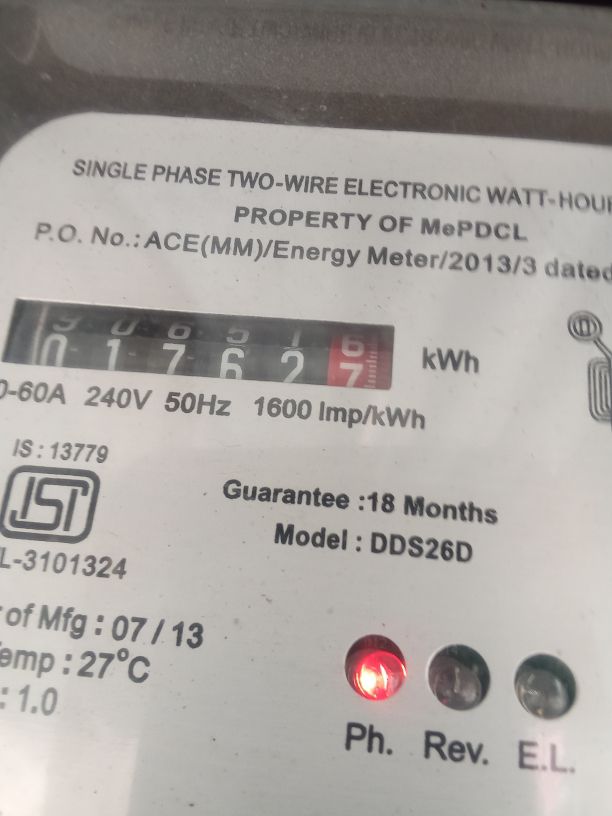 SINGLE PHASE TWO-WIRE ELECTRONIC WATT-HOUR
PROPERTY OF MePDCL
P.O. No.: ACE(MM)/Energy Meter/2013/3 dated
0 1 7 6 2 7 kWh
0-60A 240V 50Hz 1600 Imp/kWh
IS : 13779
ISI
L-3101324
Guarantee :18 Months
Model : DDS26D
of Mfg : 07 / 13
emp : 27°C
: 1.0
Ph. Rev. E.L.